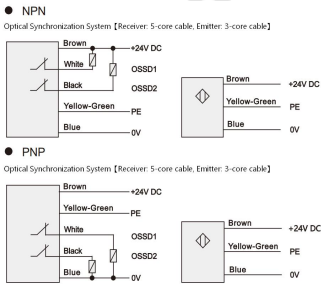 ● NPN
Optical Synchronization System【Receiver: 5-core cable, Emitter: 3-core cable】
Brown +24V DC
White OSSD1
Black OSSD2
Yellow-Green PE
Blue 0V
Brown +24V DC
Yellow-Green PE
Blue 0V
● PNP
Optical Synchronization System【Receiver: 5-core cable, Emitter: 3-core cable】
Brown +24V DC
Yellow-Green PE
White OSSD1
Black OSSD2
Blue 0V
Brown +24V DC
Yellow-Green PE
Blue 0V